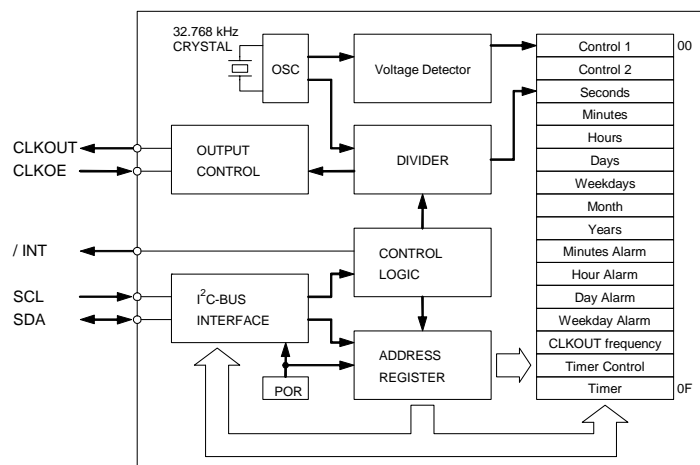 32.768 kHz
CRYSTAL
OSC
Voltage Detector
CLKOUT
CLKOE
OUTPUT
CONTROL
DIVIDER
/ INT
CONTROL
LOGIC
SCL
SDA
I²C-BUS
INTERFACE
ADDRESS
REGISTER
POR
Control 1 00
Control 2
Seconds
Minutes
Hours
Days
Weekdays
Month
Years
Minutes Alarm
Hour Alarm
Day Alarm
Weekday Alarm
CLKOUT frequency
Timer Control
Timer 0F